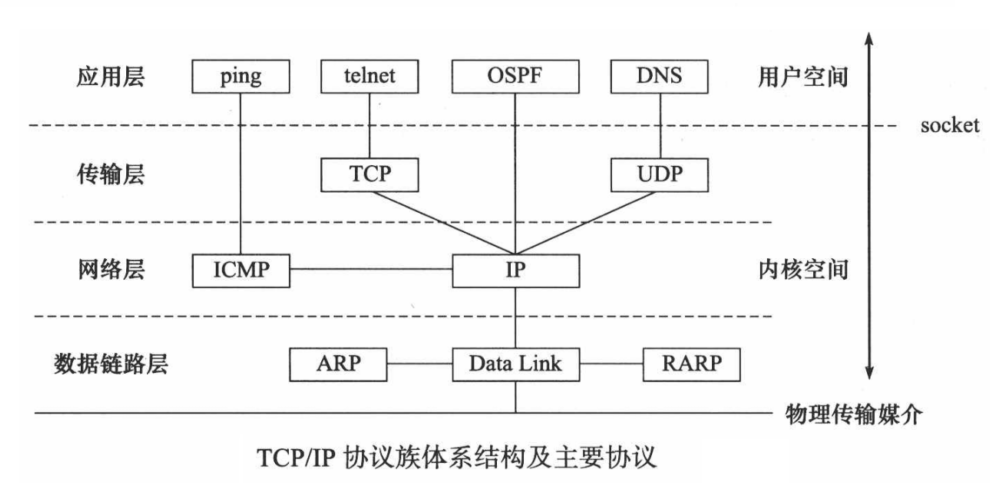 应用层 ping telnet OSPF DNS 用户空间
socket
传输层 TCP UDP
网络层 ICMP IP 内核空间
数据链路层 ARP Data Link RARP
物理传输媒介
TCP/IP 协议族体系结构及主要协议